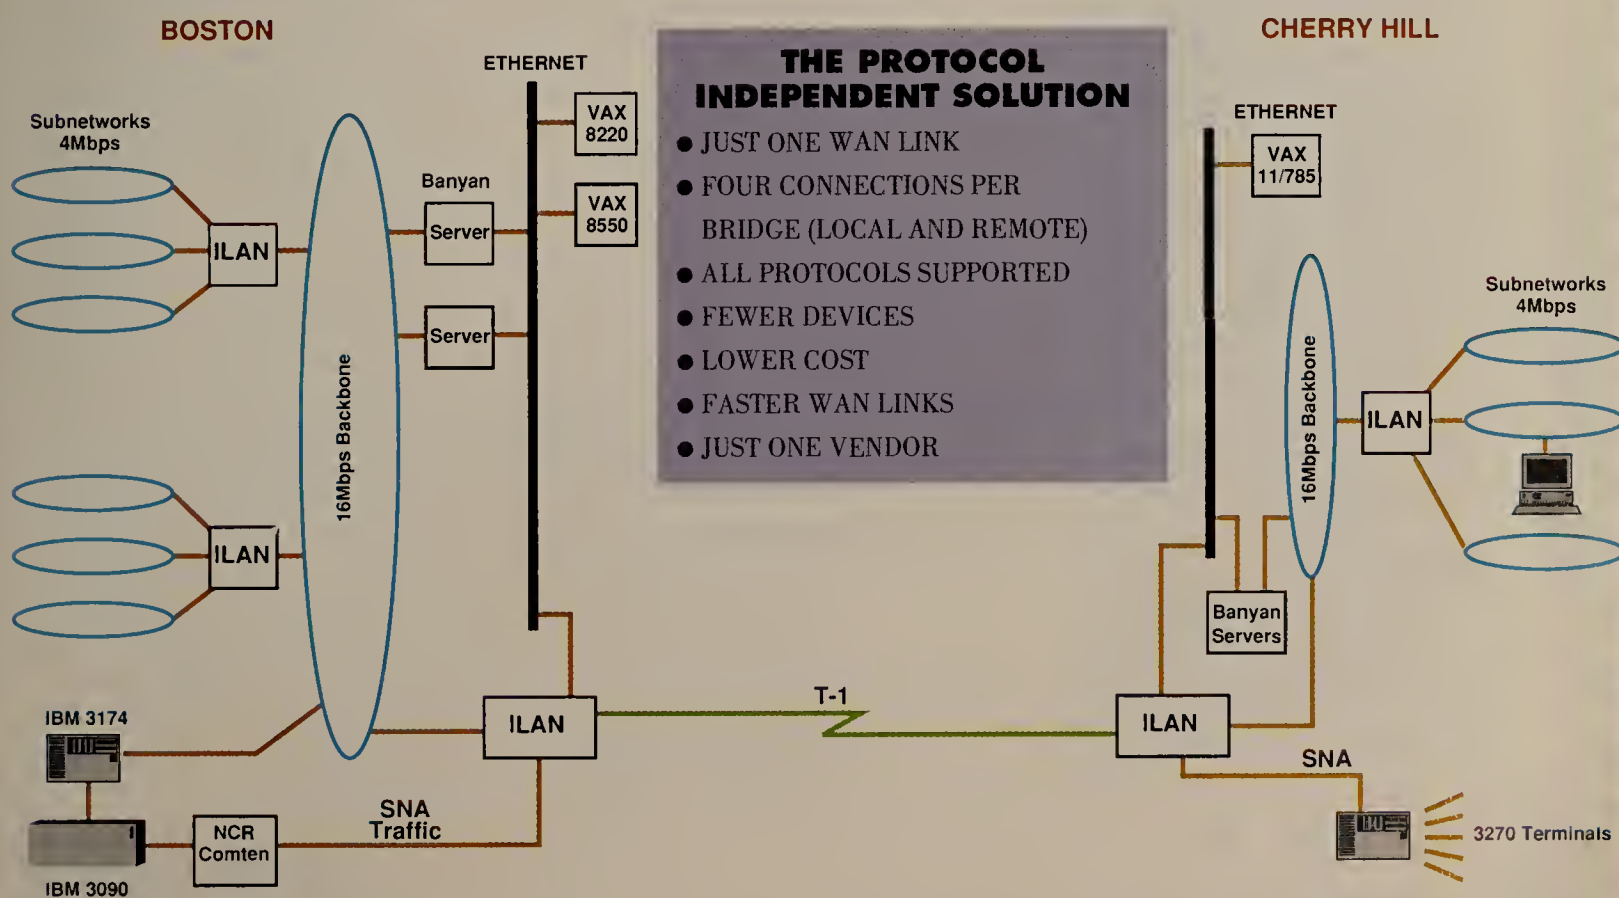 BOSTON
CHERRY HILL
ETHERNET
THE PROTOCOL
INDEPENDENT SOLUTION
● JUST ONE WAN LINK
● FOUR CONNECTIONS PER
BRIDGE (LOCAL AND REMOTE)
● ALL PROTOCOLS SUPPORTED
● FEWER DEVICES
● LOWER COST
● FASTER WAN LINKS
● JUST ONE VENDOR
Subnetworks
4Mbps
ILAN
ILAN
16Mbps Backbone
Banyan
Server
Server
VAX
8220
VAX
8550
ETHERNET
VAX
11/785
Subnetworks
4Mbps
16Mbps Backbone
ILAN
Banyan
Servers
IBM 3174
IBM 3090
NCR
Comten
SNA
Traffic
ILAN
T-1
ILAN
SNA
3270 Terminals